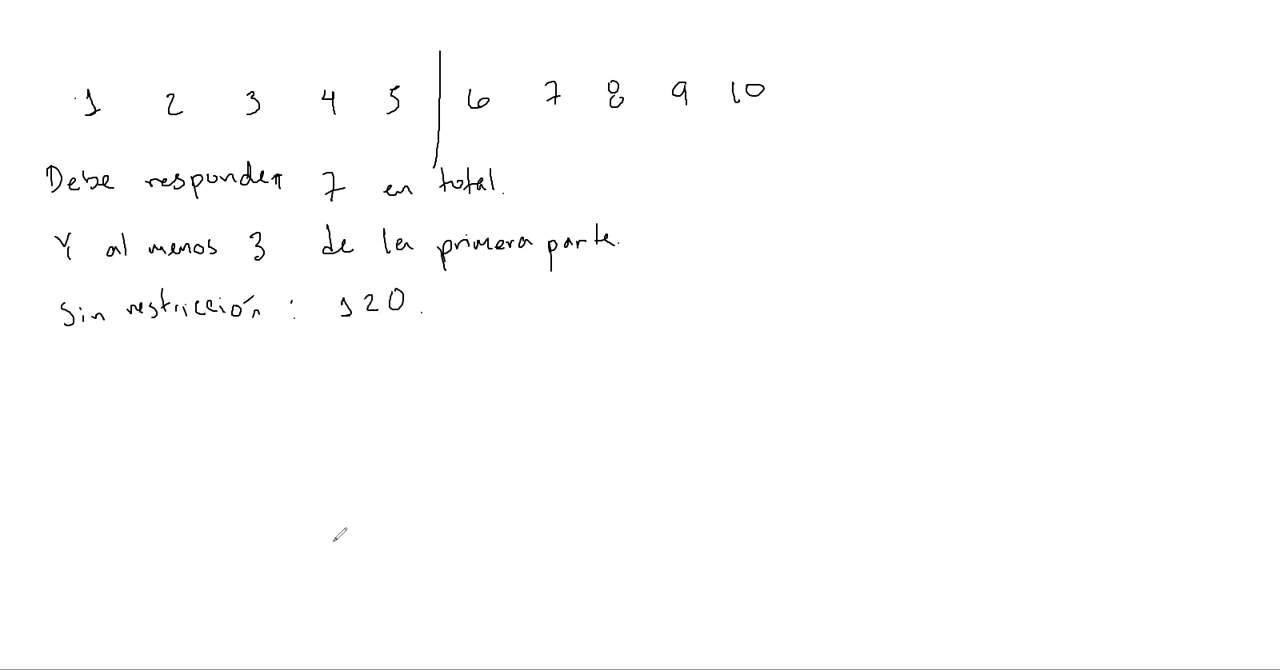 1 2 3 4 5 | 6 7 8 9 10
Debe responder 7 en total.
Y al menos 3 de la primera parte.
Sin restricción : 120.